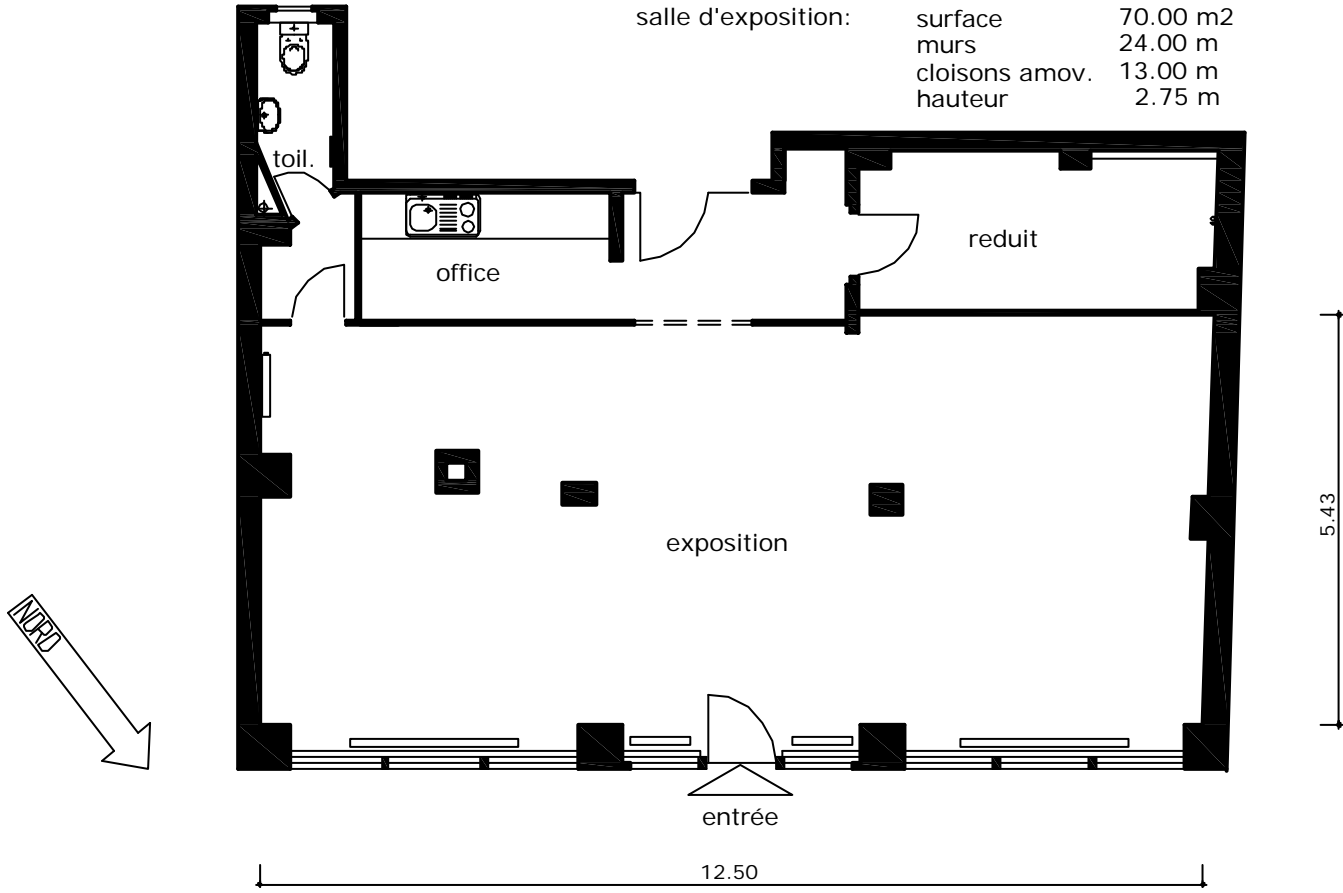 salle d'exposition: surface 70.00 m2
murs 24.00 m
cloisons amov. 13.00 m
hauteur 2.75 m
toil.
reduit
office
exposition
5.43
NORD
entrée
12.50